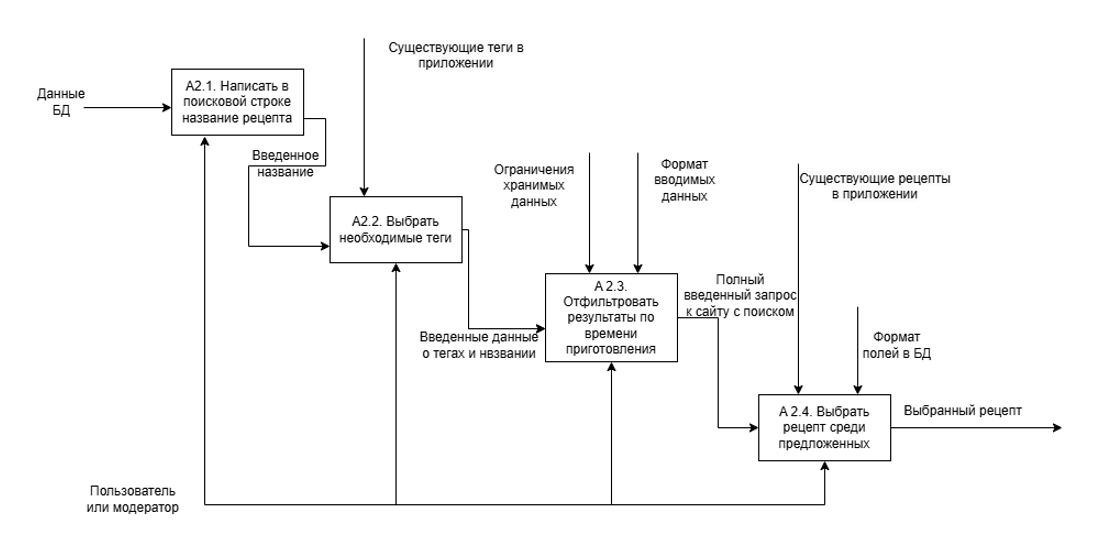 Существующие теги в
приложении
Данные
БД
А2.1. Написать в
поисковой строке
название рецепта
Введенное
название
Ограничения
хранимых
данных
Формат
вводимых
данных
Существующие рецепты
в приложении
А2.2. Выбрать
необходимые теги
А 2.3.
Отфильтровать
результаты по
времени
приготовления
Полный
введенный запрос
к сайту с поиском
Введенные данные
о тегах и нвзвании
Формат
полей в БД
А 2.4. Выбрать
рецепт среди
предложенных
Выбранный рецепт
Пользователь
или модератор